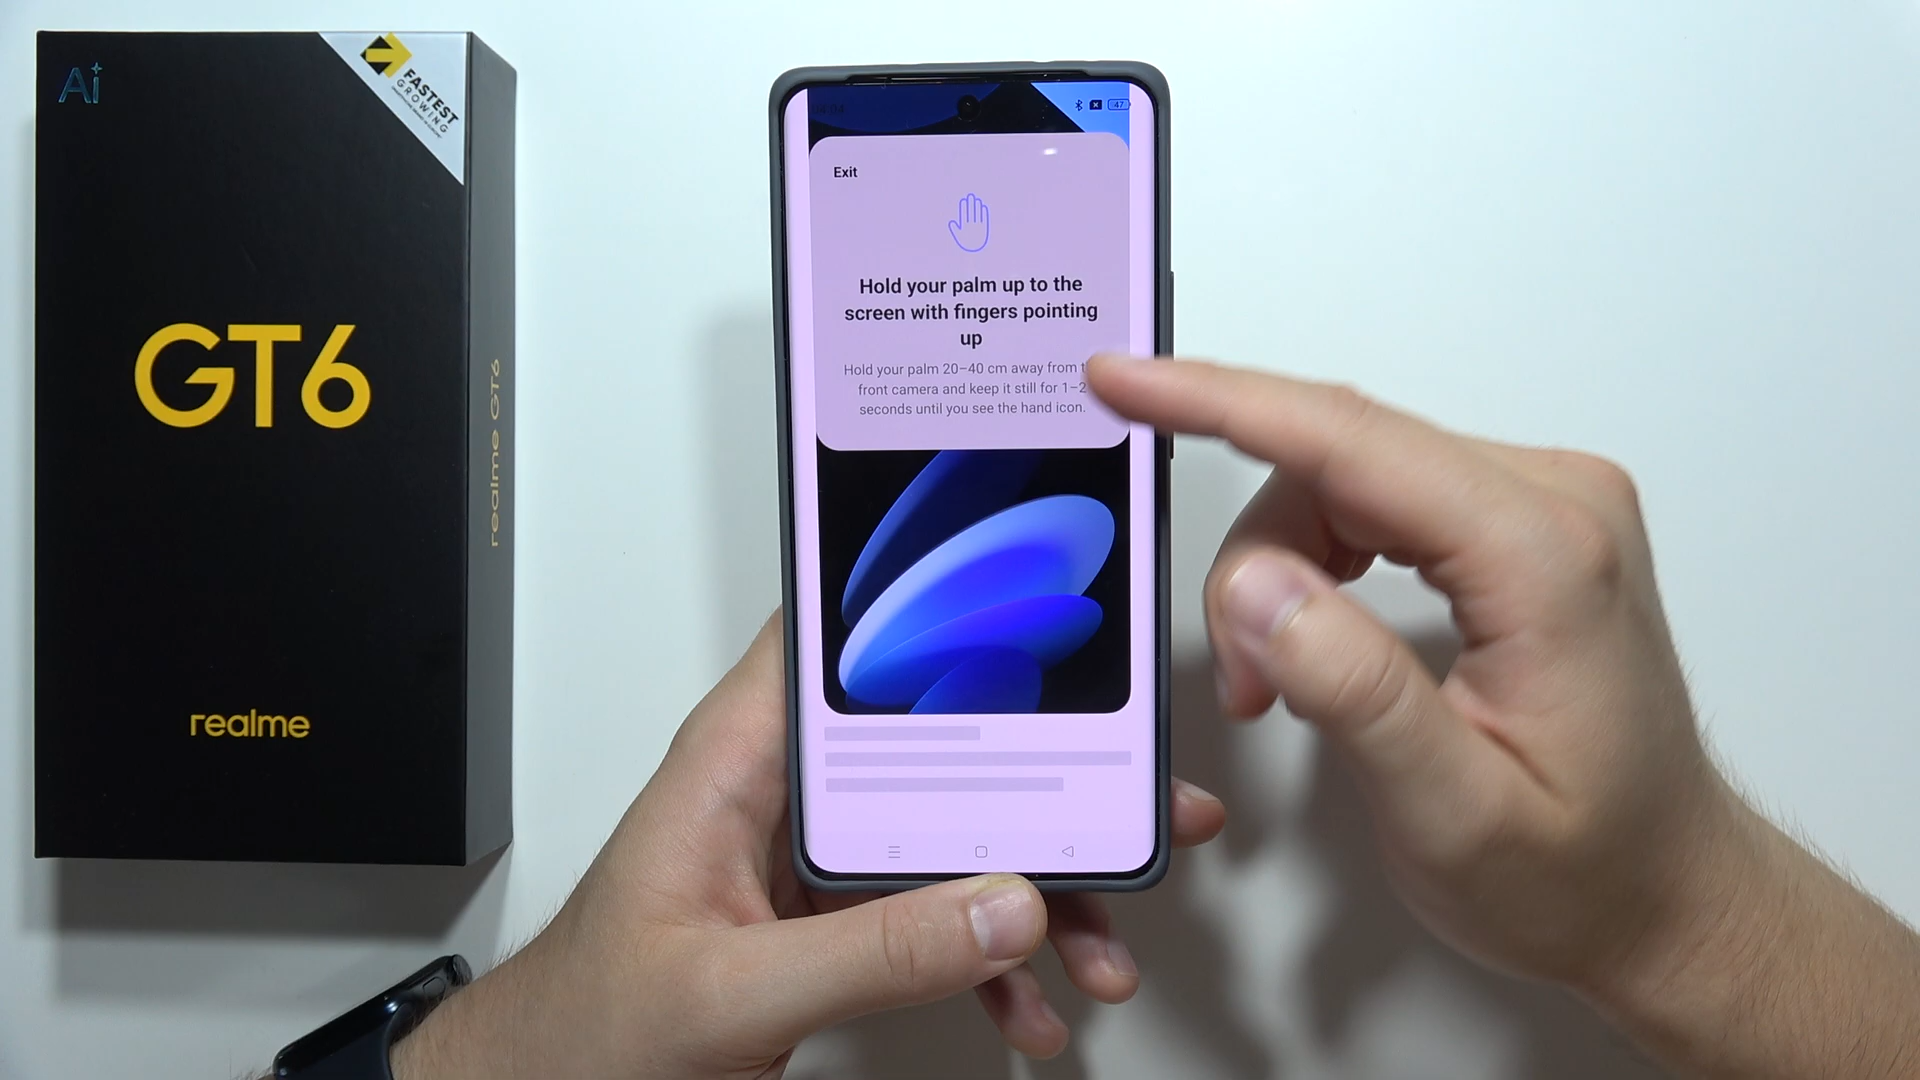 Ai
FASTEST
GROWING
GT6
realme
realme GT6
47
Exit
Hold your palm up to the
screen with fingers pointing
up
Hold your palm 20–40 cm away from
front camera and keep it still for 1–2
seconds until you see the hand icon.